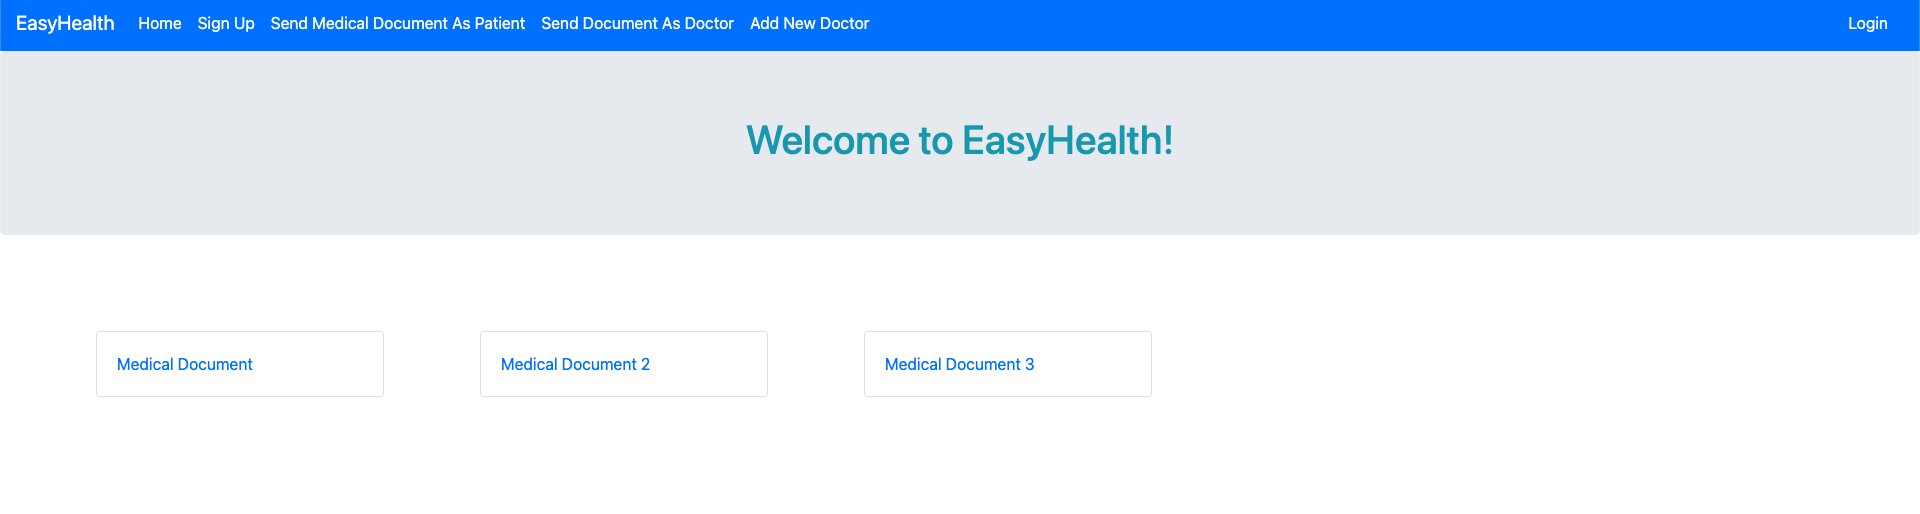 EasyHealth Home Sign Up Send Medical Document As Patient Send Document As Doctor Add New Doctor Login
Welcome to EasyHealth!
Medical Document Medical Document 2 Medical Document 3